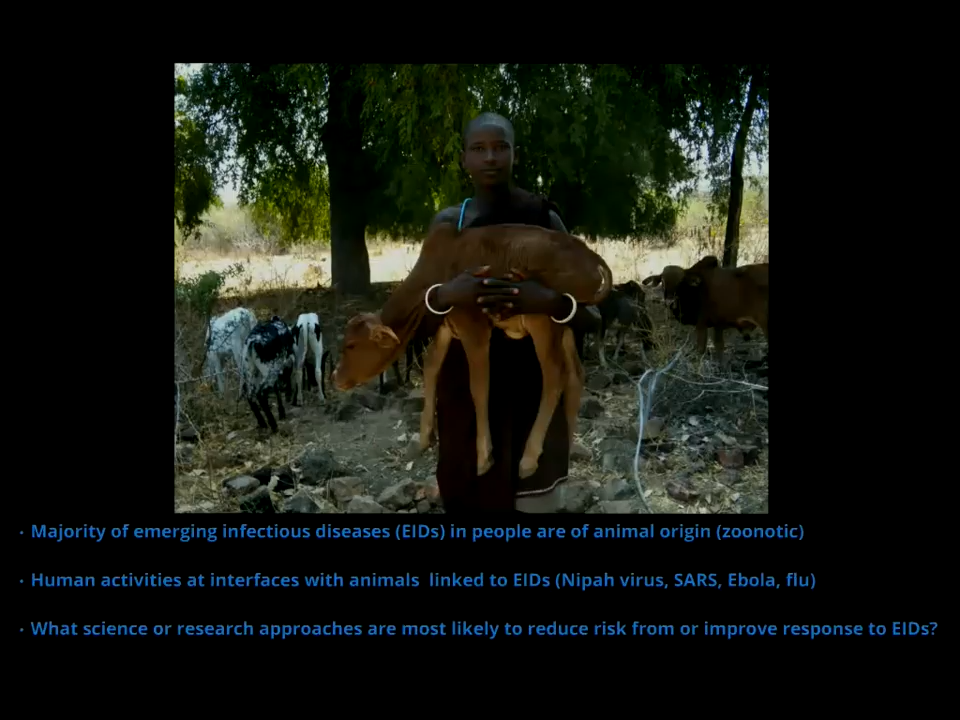 · Majority of emerging infectious diseases (EIDs) in people are of animal origin (zoonotic)
· Human activities at interfaces with animals  linked to EIDs (Nipah virus, SARS, Ebola, flu)
· What science or research approaches are most likely to reduce risk from or improve response to EIDs?